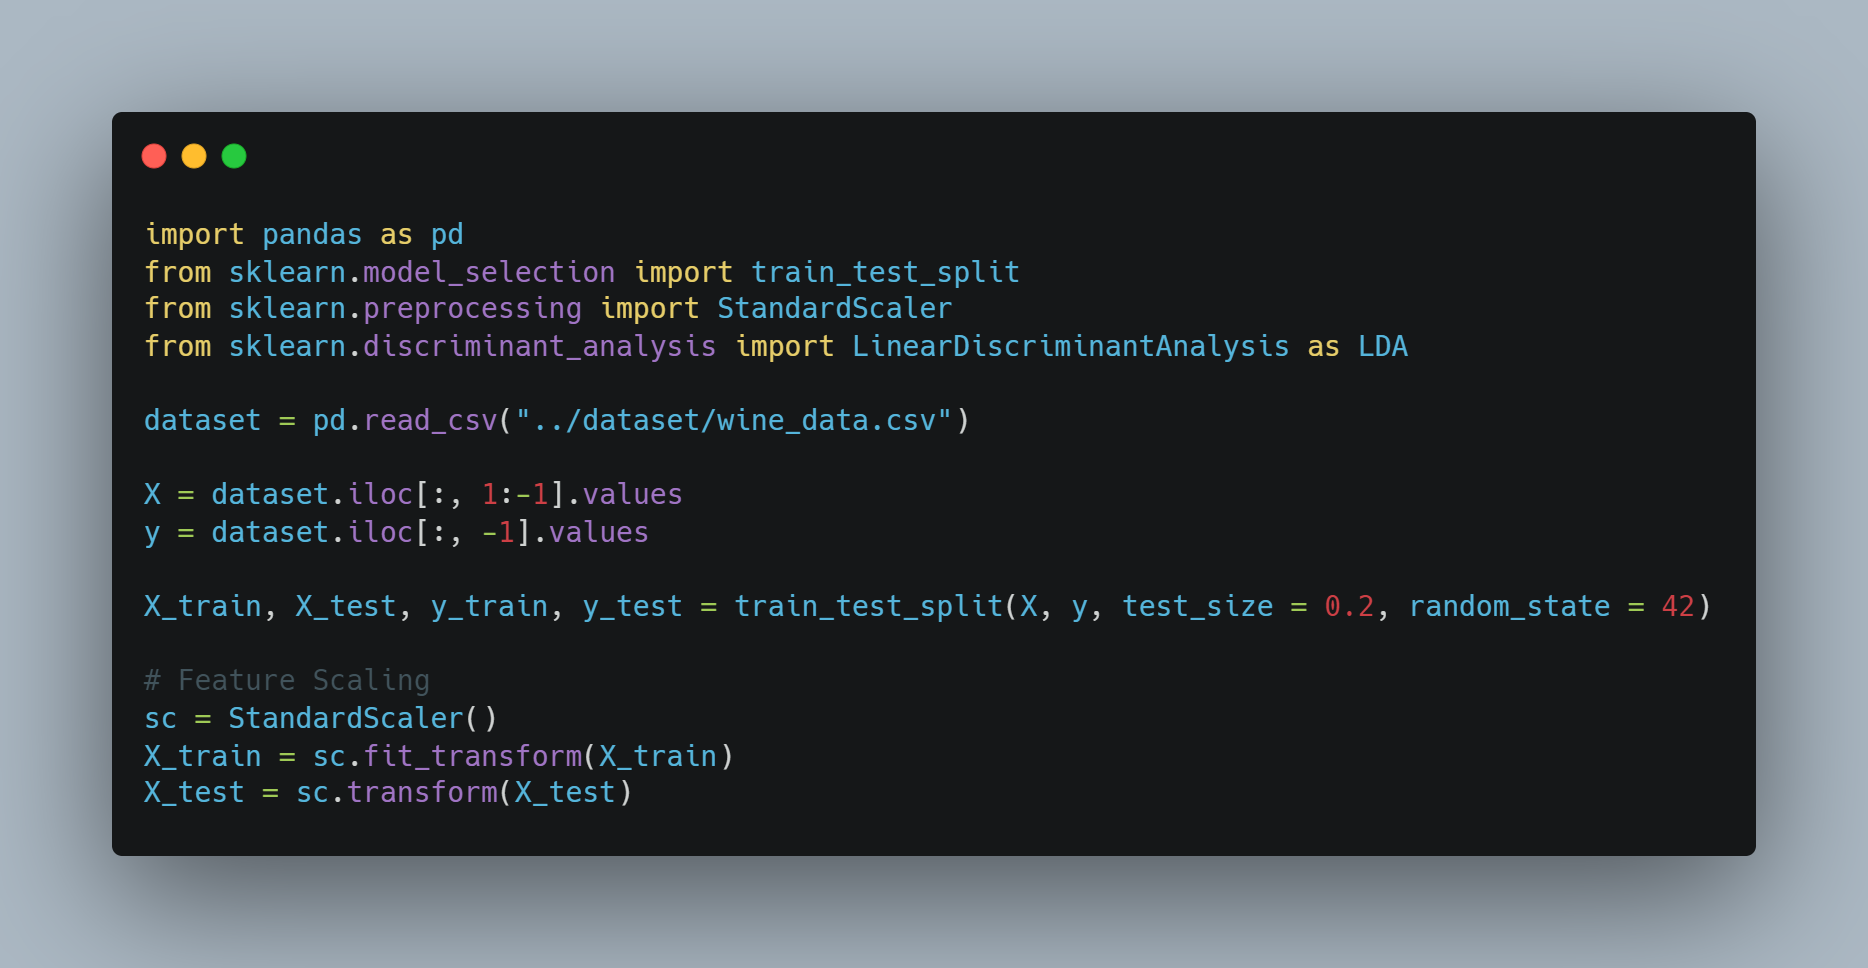 import pandas as pd
from sklearn.model_selection import train_test_split
from sklearn.preprocessing import StandardScaler
from sklearn.discriminant_analysis import LinearDiscriminantAnalysis as LDA
dataset = pd.read_csv("../dataset/wine_data.csv")
X = dataset.iloc[:, 1:-1].values
y = dataset.iloc[:, -1].values
X_train, X_test, y_train, y_test = train_test_split(X, y, test_size = 0.2, random_state = 42)
# Feature Scaling
sc = StandardScaler()
X_train = sc.fit_transform(X_train)
X_test = sc.transform(X_test)